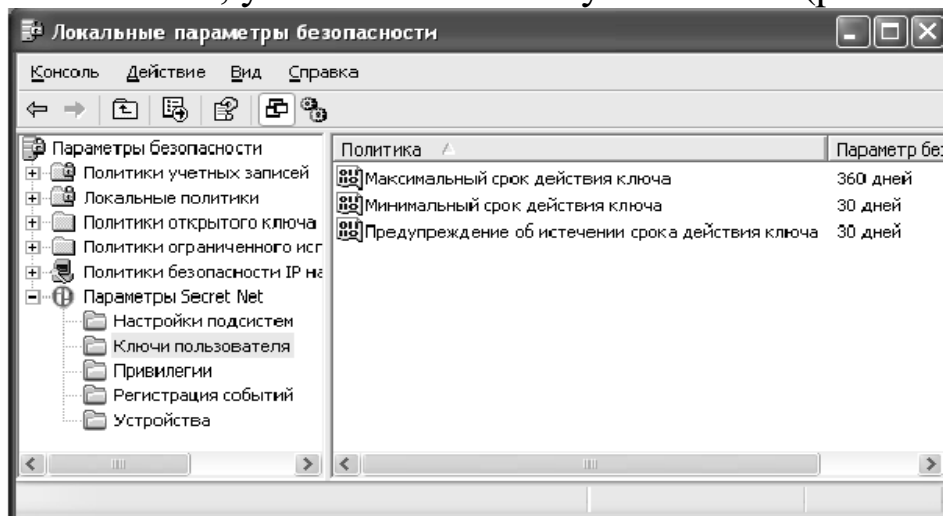 Локальные параметры безопасности
Консоль Действие Вид Справка
Параметры безопасности
Политики учетных записей
Локальные политики
Политики открытого ключа
Политики ограниченного исп
Политики безопасности IP на
Параметры Secret Net
Настройки подсистем
Ключи пользователя
Привилегии
Регистрация событий
Устройства
Политика Параметр без
Максимальный срок действия ключа 360 дней
Минимальный срок действия ключа 30 дней
Предупреждение об истечении срока действия ключа 30 дней